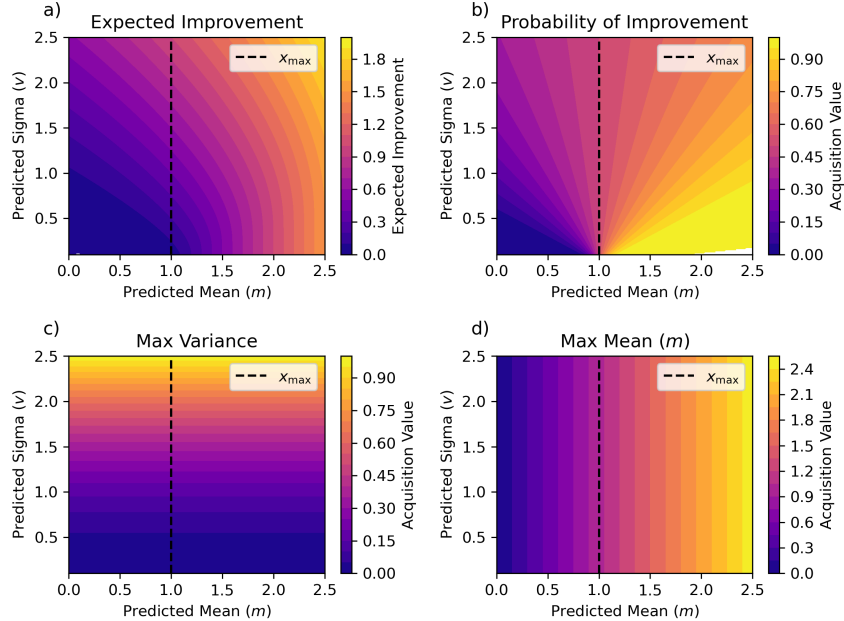 a)
Expected Improvement
2.5
2.0
1.5
1.0
0.5
Predicted Sigma (v)
x_max
0.0 0.5 1.0 1.5 2.0 2.5
Predicted Mean (m)
1.8
1.5
1.2
0.9
0.6
0.3
0.0
Expected Improvement
b)
Probability of Improvement
2.5
2.0
1.5
1.0
0.5
Predicted Sigma (v)
x_max
0.0 0.5 1.0 1.5 2.0 2.5
Predicted Mean (m)
0.90
0.75
0.60
0.45
0.30
0.15
0.00
Acquisition Value
c)
Max Variance
2.5
2.0
1.5
1.0
0.5
Predicted Sigma (v)
x_max
0.0 0.5 1.0 1.5 2.0 2.5
Predicted Mean (m)
0.90
0.75
0.60
0.45
0.30
0.15
0.00
Acquisition Value
d)
Max Mean (m)
2.5
2.0
1.5
1.0
0.5
Predicted Sigma (v)
x_max
0.0 0.5 1.0 1.5 2.0 2.5
Predicted Mean (m)
2.4
2.1
1.8
1.5
1.2
0.9
0.6
0.3
0.0
Acquisition Value